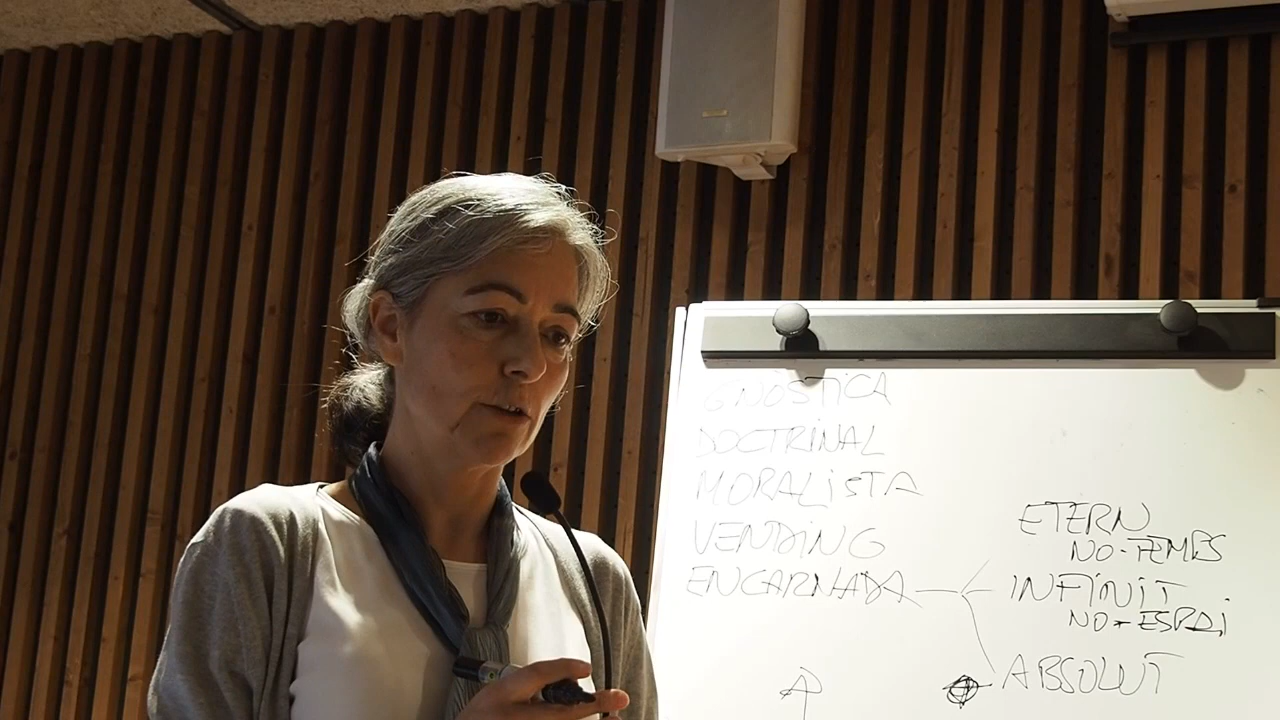 GNÒSTICA
DOCTRINAL
MORALiSTA
VENDING
ENCARNADA
ETERN
NO-TEMPS
INFINIT
NO-ESPAi
ABSOLUT